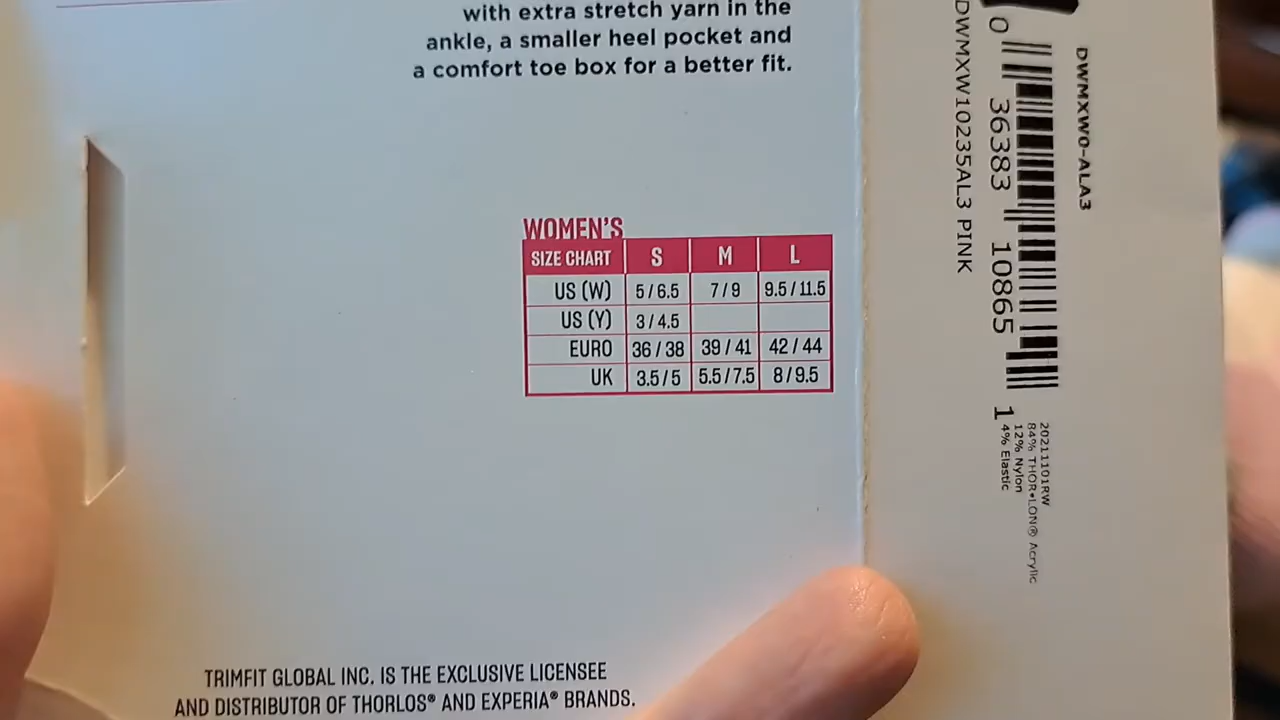 with extra stretch yarn in the
ankle, a smaller heel pocket and
a comfort toe box for a better fit.
WOMEN'S
SIZE CHART S M L
US (W) 5/6.5 7/9 9.5/11.5
US (Y) 3/4.5
EURO 36/38 39/41 42/44
UK 3.5/5 5.5/7.5 8/9.5
TRIMFIT GLOBAL INC. IS THE EXCLUSIVE LICENSEE
AND DISTRIBUTOR OF THORLOS® AND EXPERIA® BRANDS.
DWMXW0-ALA3
0 36383 10865 1
DWMXW10235AL3 PINK
20211101RW
84% THOR•LON® Acrylic
12% Nylon
4% Elastic